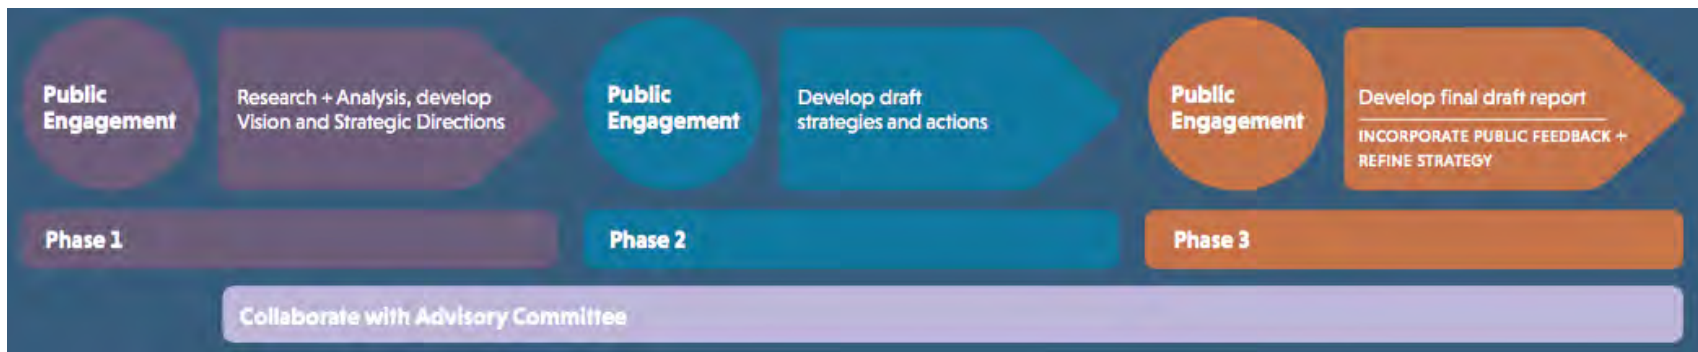 Public
Engagement
Research + Analysis, develop
Vision and Strategic Directions
Public
Engagement
Develop draft
strategies and actions
Public
Engagement
Develop final draft report
INCORPORATE PUBLIC FEEDBACK +
REFINE STRATEGY
Phase 1
Phase 2
Phase 3
Collaborate with Advisory Committee